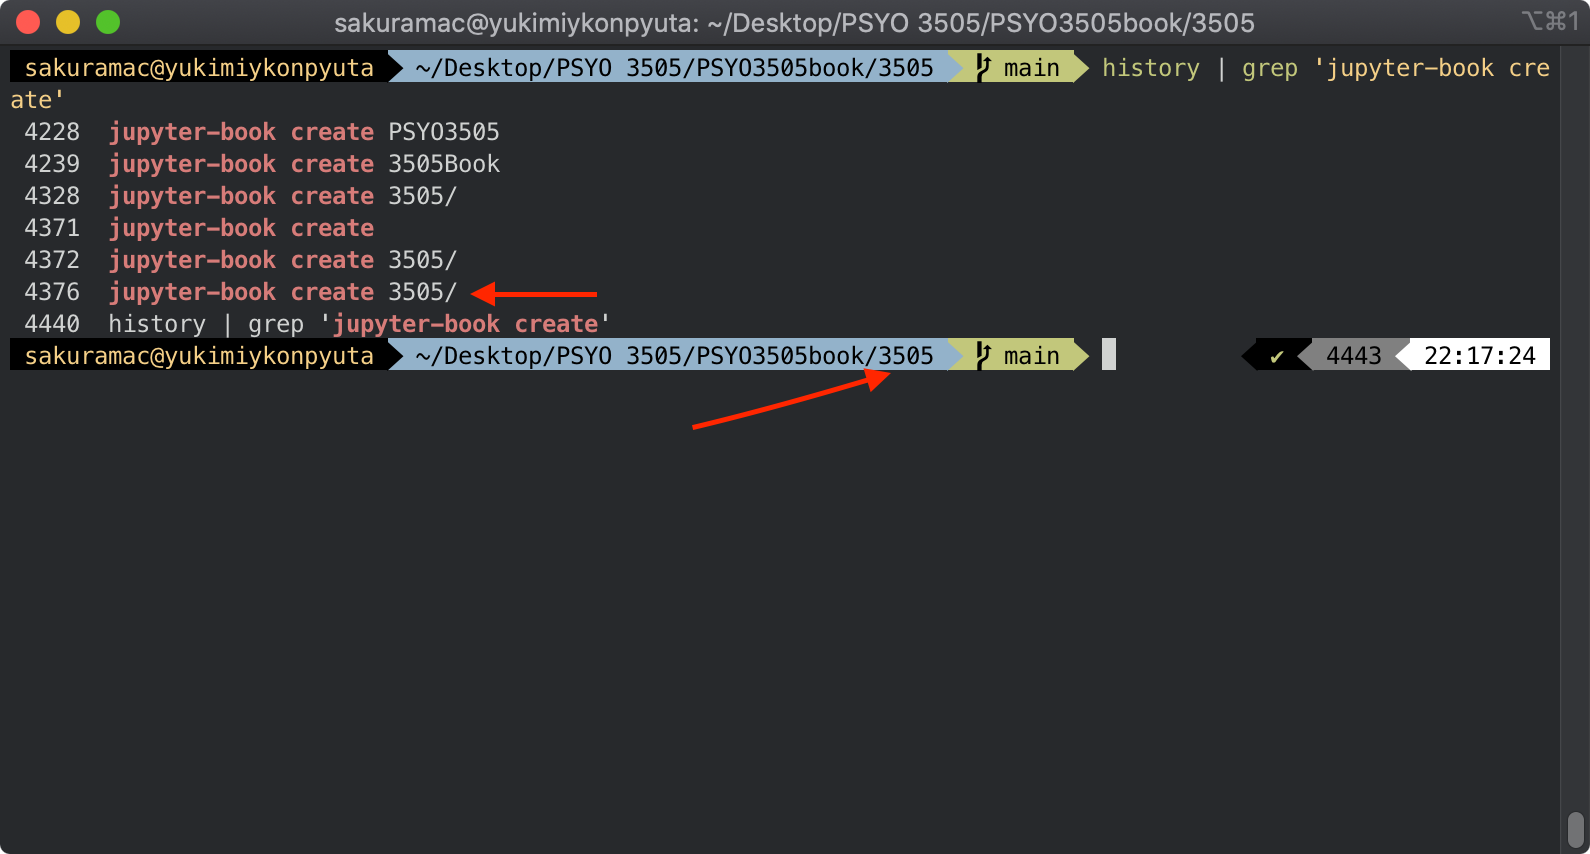 sakuramac@yukimiykonpyuta: ~/Desktop/PSYO 3505/PSYO3505book/3505 ⌥⌘1
sakuramac@yukimiykonpyuta ~/Desktop/PSYO 3505/PSYO3505book/3505 main history | grep 'jupyter-book cre
ate'
4228 jupyter-book create PSYO3505
4239 jupyter-book create 3505Book
4328 jupyter-book create 3505/
4371 jupyter-book create
4372 jupyter-book create 3505/
4376 jupyter-book create 3505/
4440 history | grep 'jupyter-book create'
sakuramac@yukimiykonpyuta ~/Desktop/PSYO 3505/PSYO3505book/3505 main ✔ 4443 22:17:24